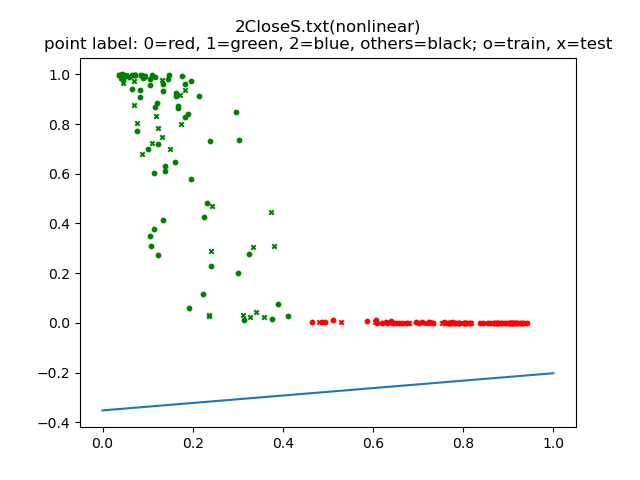 2CloseS.txt(nonlinear)
point label: 0=red, 1=green, 2=blue, others=black; o=train, x=test
1.0
0.8
0.6
0.4
0.2
0.0
−0.2
−0.4
0.0 0.2 0.4 0.6 0.8 1.0